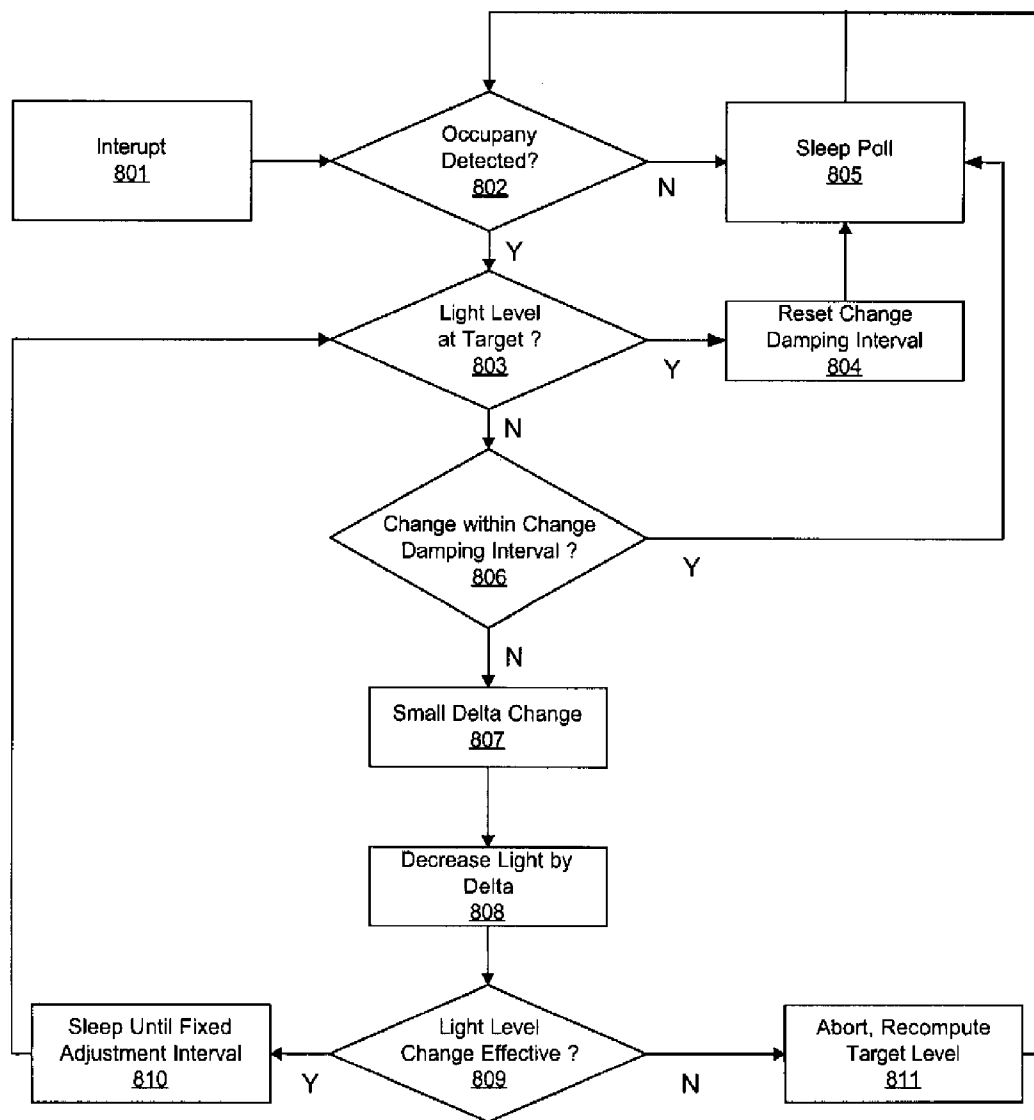 Interupt
801
Occupany
Detected?
802
N
Sleep Poll
805
Y
Light Level
at Target ?
803
Y
Reset Change
Damping Interval
804
N
Change within Change
Damping Interval ?
806
Y
N
Small Delta Change
807
Decrease Light by
Delta
808
Sleep Until Fixed
Adjustment Interval
810
Y
Light Level
Change Effective ?
809
N
Abort, Recompute
Target Level
811